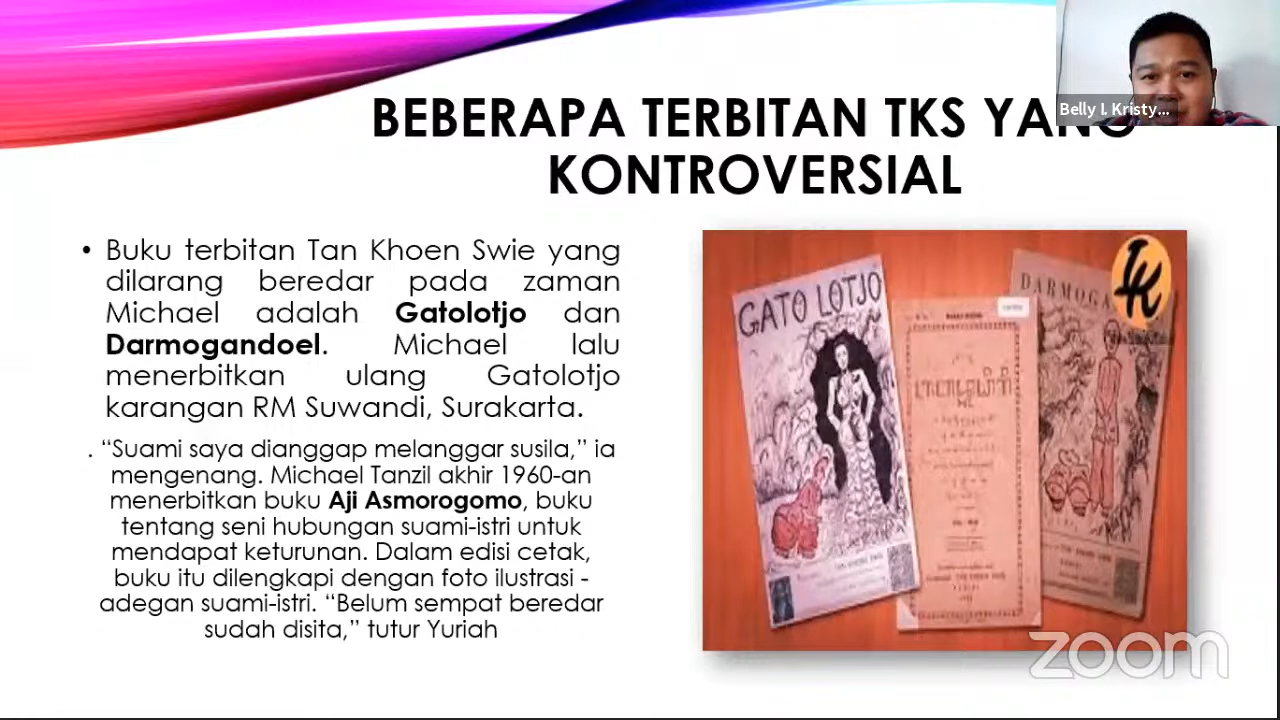 BEBERAPA TERBITAN TKS YANG
KONTROVERSIAL
Belly I. Kristy...
• Buku terbitan Tan Khoen Swie yang
dilarang beredar pada zaman
Michael adalah Gatolotjo dan
Darmogandoel. Michael lalu
menerbitkan ulang Gatolotjo
karangan RM Suwandi, Surakarta.
. “Suami saya dianggap melanggar susila,” ia
mengenang. Michael Tanzil akhir 1960-an
menerbitkan buku Aji Asmorogomo, buku
tentang seni hubungan suami-istri untuk
mendapat keturunan. Dalam edisi cetak,
buku itu dilengkapi dengan foto ilustrasi -
adegan suami-istri. “Belum sempat beredar
sudah disita,” tutur Yuriah
GATO LOTJO
DARMOGA
zoom